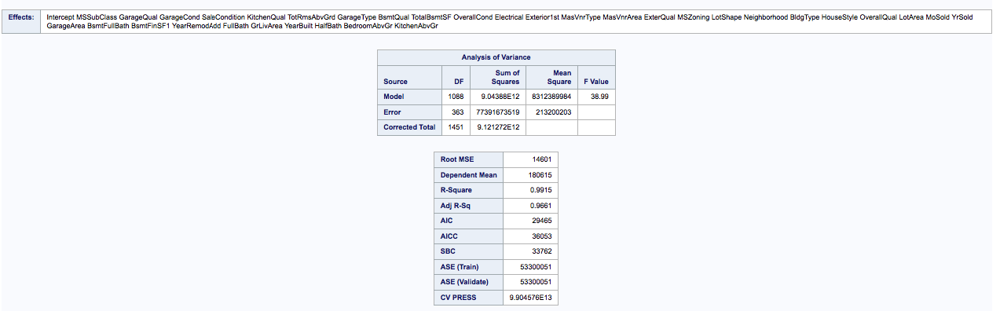 Effects: Intercept MSSubClass GarageQual GarageCond SaleCondition KitchenQual TotRmsAbvGrd GarageType BsmtQual TotalBsmtSF OverallCond Electrical Exterior1st MasVnrType MasVnrArea ExterQual MSZoning LotShape Neighborhood BldgType HouseStyle OverallQual LotArea MoSold YrSold
GarageArea BsmtFullBath BsmtFinSF1 YearRemodAdd FullBath GrLivArea YearBuilt HalfBath BedroomAbvGr KitchenAbvGr
Analysis of Variance
Source DF Sum of Squares Mean Square F Value
Model 1088 9.04388E12 8312389984 38.99
Error 363 77391673519 213200203
Corrected Total 1451 9.121272E12
Root MSE 14601
Dependent Mean 180615
R-Square 0.9915
Adj R-Sq 0.9661
AIC 29465
AICC 36053
SBC 33762
ASE (Train) 53300051
ASE (Validate) 53300051
CV PRESS 9.904576E13